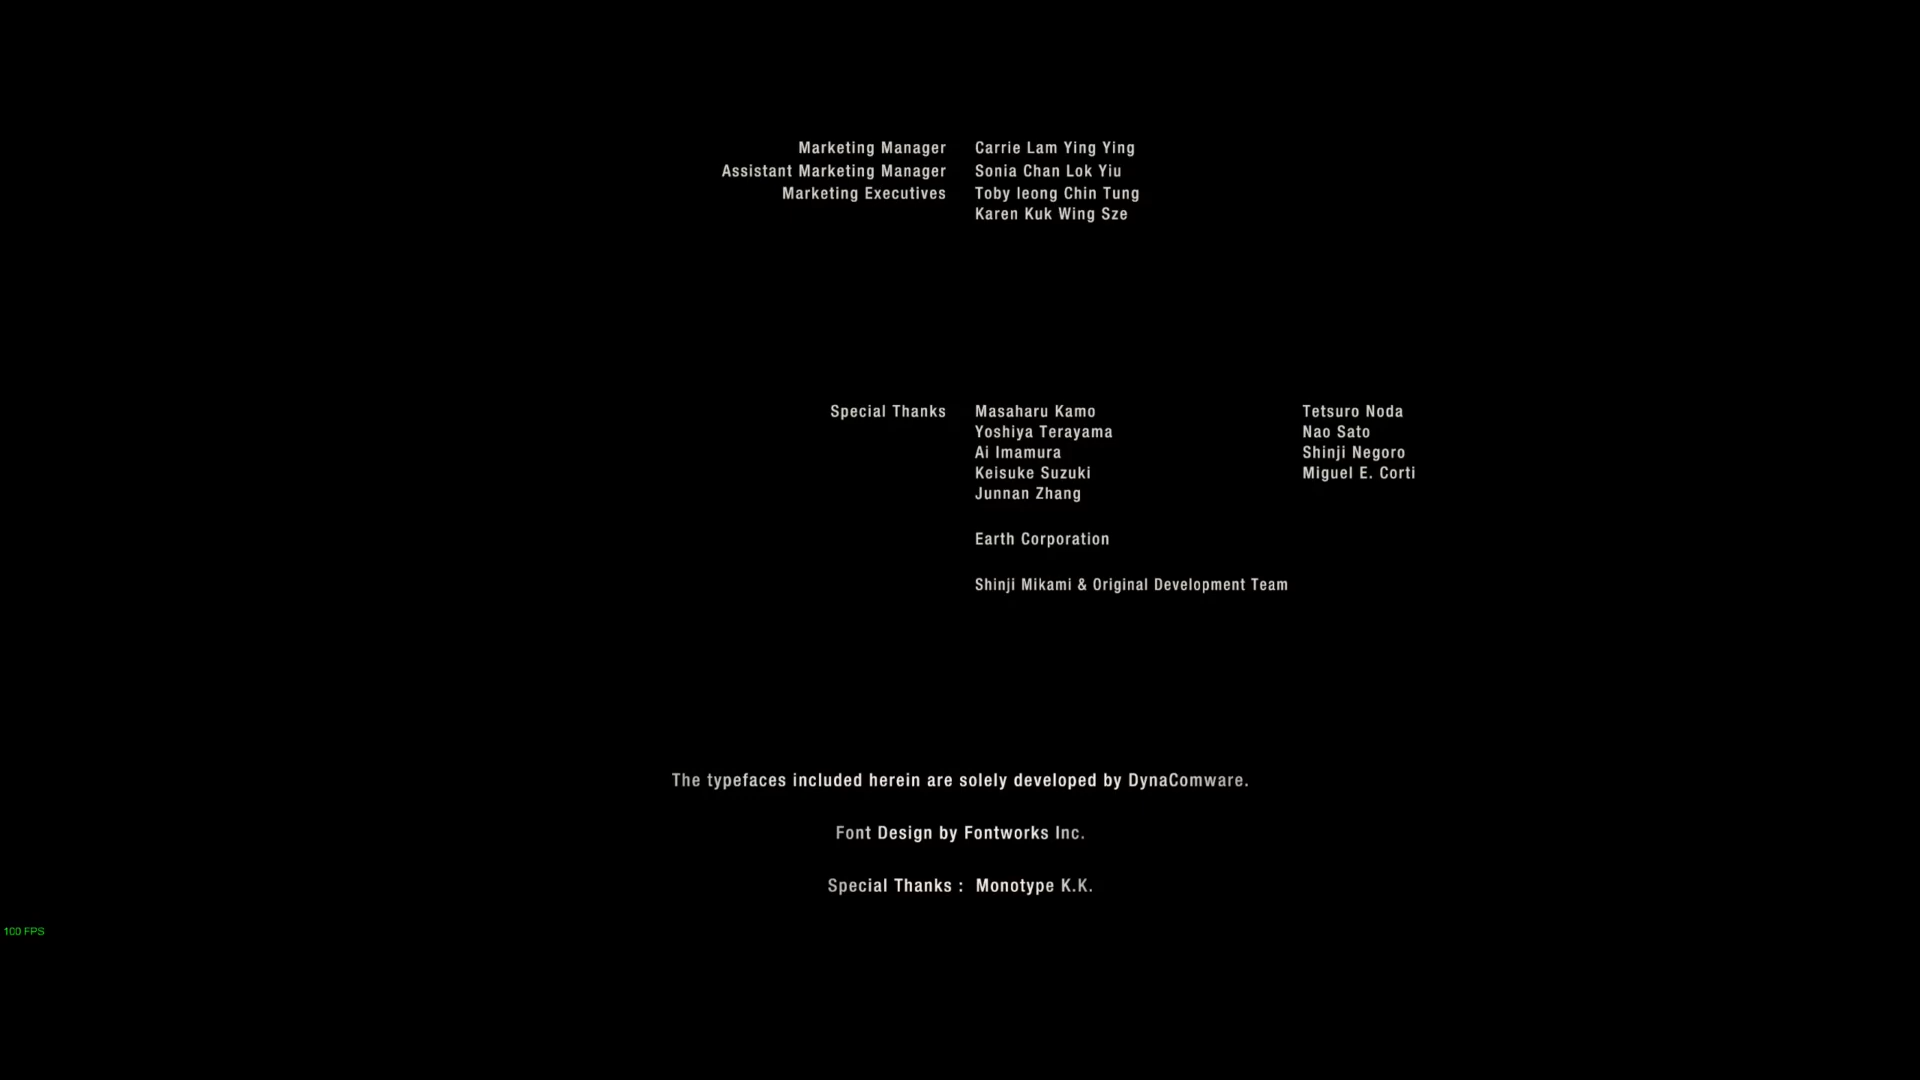 Marketing Manager Carrie Lam Ying Ying
Assistant Marketing Manager Sonia Chan Lok Yiu
Marketing Executives Toby Ieong Chin Tung
Karen Kuk Wing Sze
Special Thanks Masaharu Kamo Tetsuro Noda
Yoshiya Terayama Nao Sato
Ai Imamura Shinji Negoro
Keisuke Suzuki Miguel E. Corti
Junnan Zhang
Earth Corporation
Shinji Mikami & Original Development Team
The typefaces included herein are solely developed by DynaComware.
Font Design by Fontworks Inc.
Special Thanks : Monotype K.K.
100 FPS